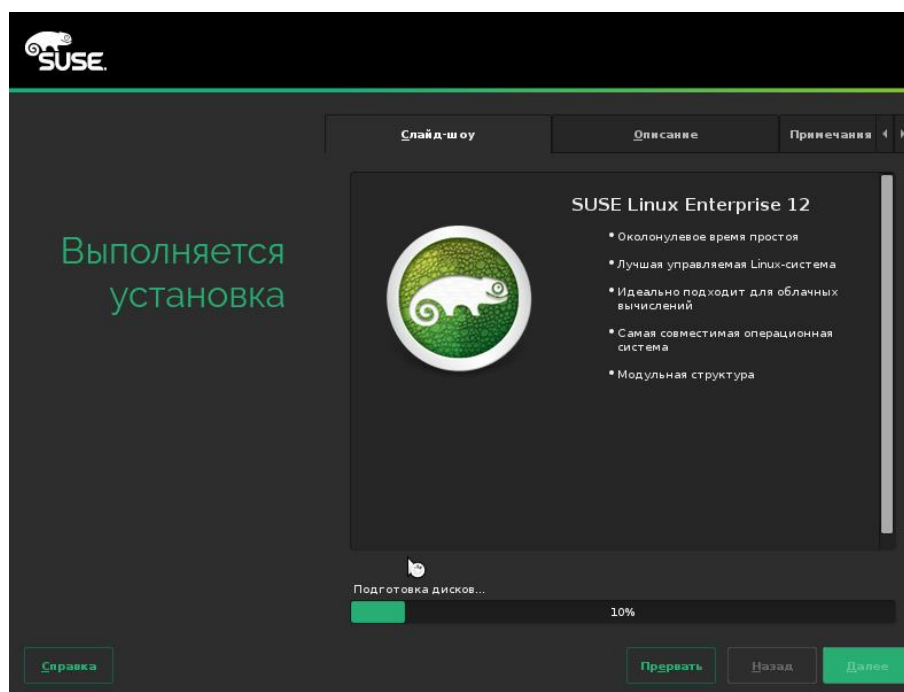 SUSE.
Слайд-шоу
Описание
Примечания
Выполняется
установка
SUSE Linux Enterprise 12
• Околонулевое время простоя
• Лучшая управляемая Linux-система
• Идеально подходит для облачных
вычислений
• Самая совместимая операционная
система
• Модульная структура
Подготовка дисков...
10%
Справка
Прервать
Назад
Далее